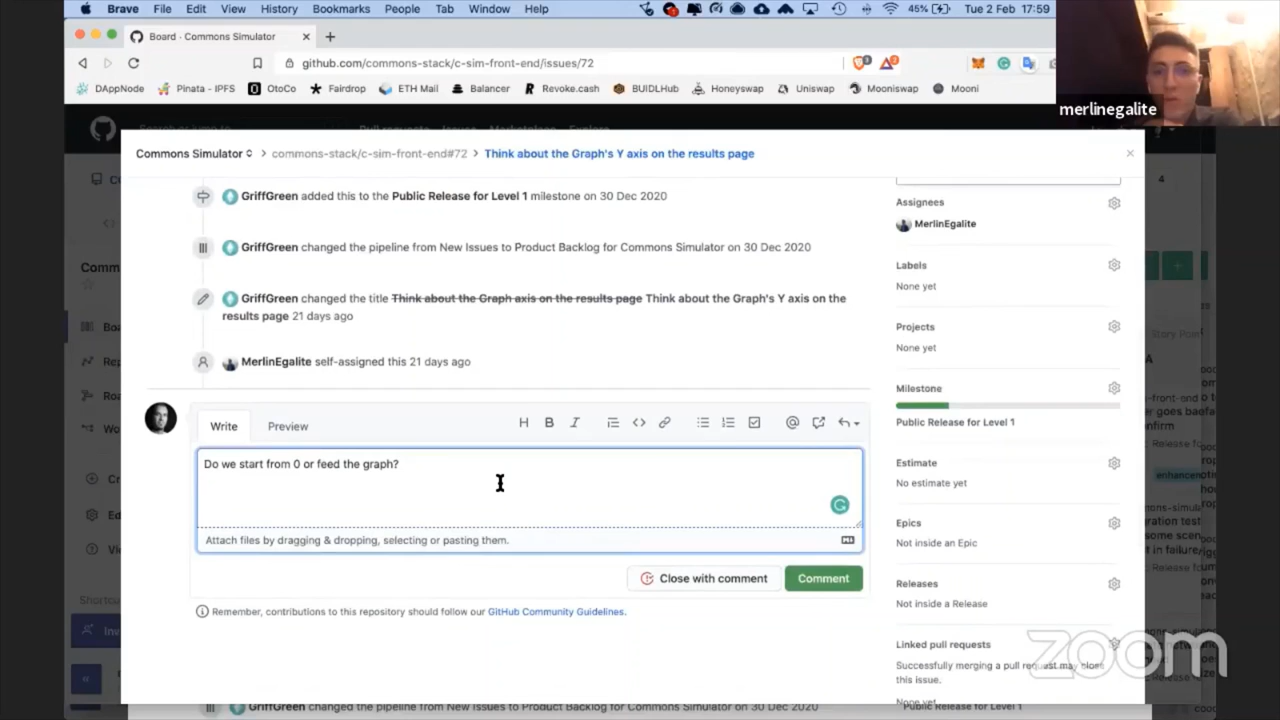 Brave File Edit View History Bookmarks People Tab Window Help 45% Tue 2 Feb 17:59
Board - Commons Simulator
github.com/commons-stack/c-sim-front-end/issues/72
DAppNode Pinata - IPFS OtoCo Fairdrop ETH Mail Balancer Revoke.cash BUIDLHub Honeyswap Uniswap Mooniswap Mooni
merlinegalite
Commons Simulator > commons-stack/c-sim-front-end#72 > Think about the Graph's Y axis on the results page
4
GriffGreen added this to the Public Release for Level 1 milestone on 30 Dec 2020
GriffGreen changed the pipeline from New Issues to Product Backlog for Commons Simulator on 30 Dec 2020
GriffGreen changed the title Think about the Graph axis on the results page Think about the Graph's Y axis on the
results page 21 days ago
MerlinEgalite self-assigned this 21 days ago
Write Preview
H B I
Do we start from 0 or feed the graph?
Attach files by dragging & dropping, selecting or pasting them.
Close with comment Comment
Remember, contributions to this repository should follow our GitHub Community Guidelines.
Assignees
MerlinEgalite
Labels
None yet
Projects
None yet
Milestone
Public Release for Level 1
Estimate
No estimate yet
Epics
Not inside an Epic
Releases
Not inside a Release
Linked pull requests
Successfully merging a pull request may close
this issue.
None yet
zoom
GriffGreen changed the pipeline from New Issues to Product Backlog for Commons Simulator on 30 Dec 2020
Public Release for Level 1